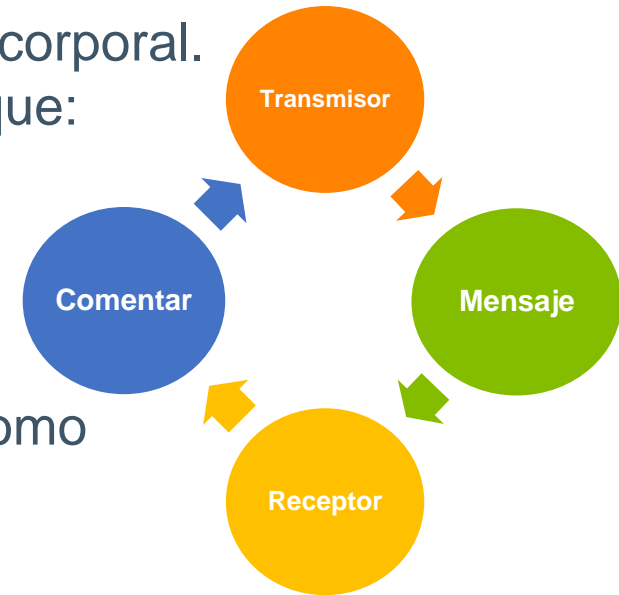 corporal.
que:
omo
Transmisor
Mensaje
Receptor
Comentar